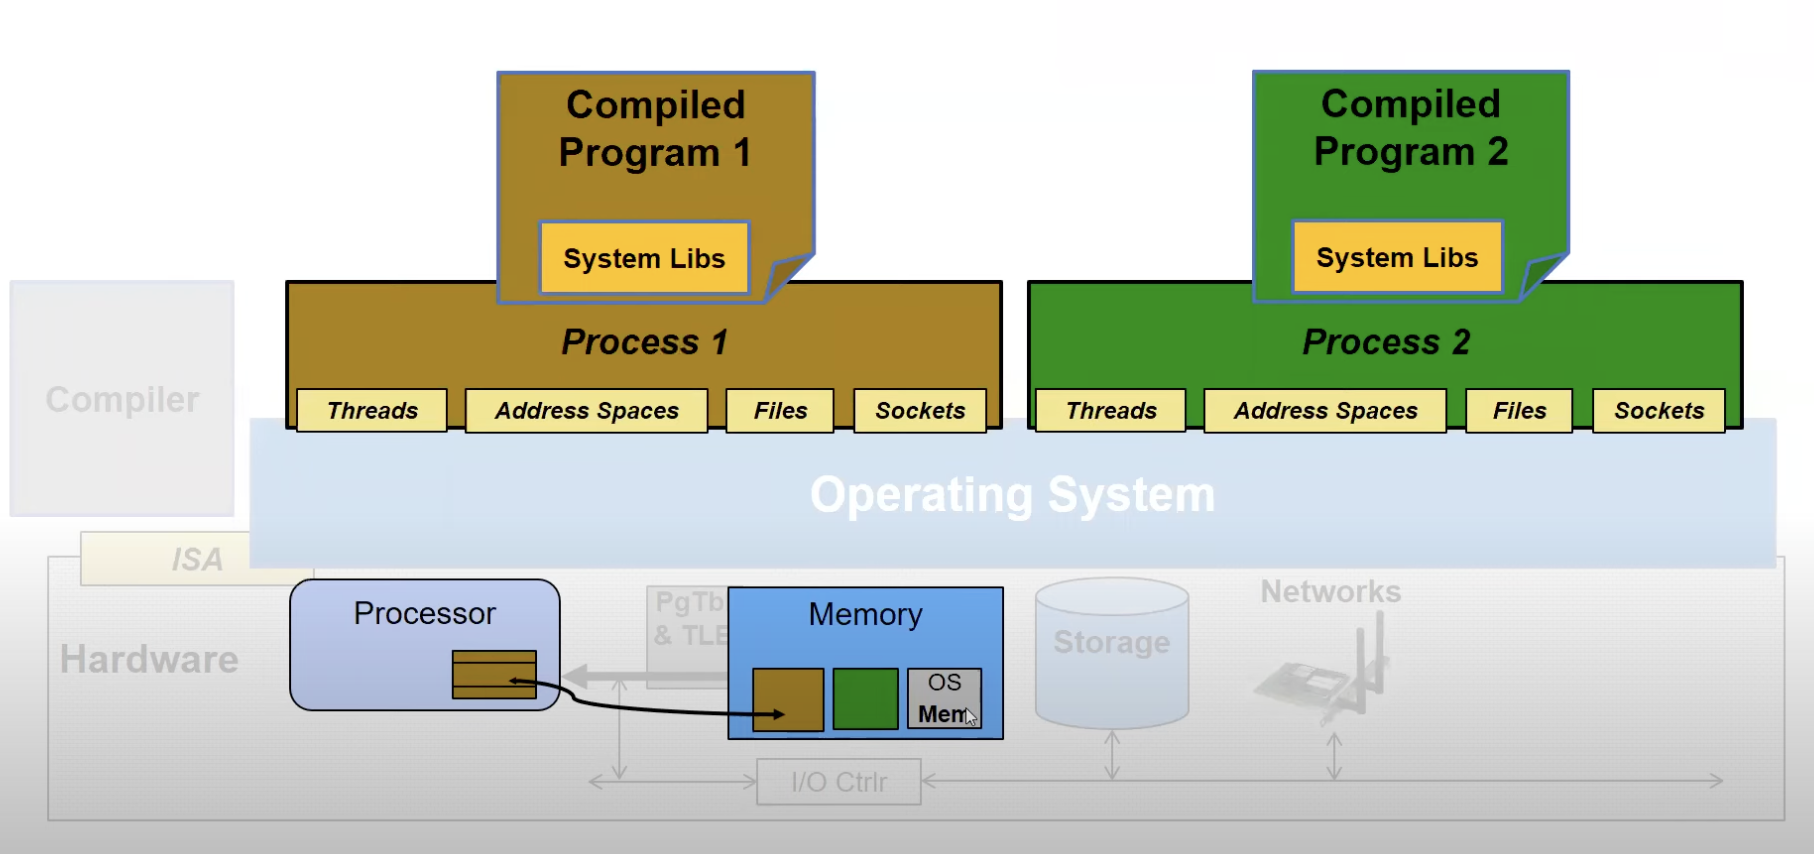 Compiled
Program 1
System Libs
Compiled
Program 2
System Libs
Process 1
Threads
Address Spaces
Files
Sockets
Process 2
Threads
Address Spaces
Files
Sockets
Compiler
Operating System
ISA
Hardware
Processor
PgTb
& TLE
Memory
OS
Mem
Storage
Networks
I/O Ctrlr